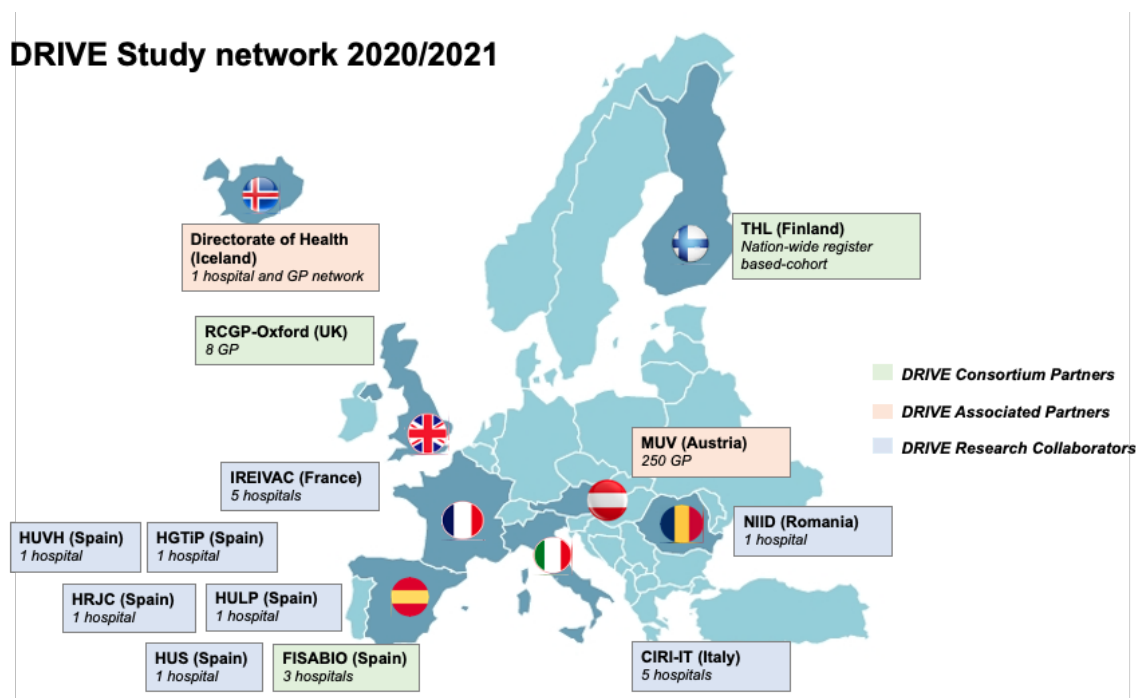 DRIVE Study network 2020/2021
Directorate of Health
(Iceland)
1 hospital and GP network
THL (Finland)
Nation-wide register
based-cohort
RCGP-Oxford (UK)
8 GP
DRIVE Consortium Partners
DRIVE Associated Partners
DRIVE Research Collaborators
MUV (Austria)
250 GP
IREIVAC (France)
5 hospitals
NIID (Romania)
1 hospital
HUVH (Spain)
1 hospital
HGTiP (Spain)
1 hospital
HRJC (Spain)
1 hospital
HULP (Spain)
1 hospital
HUS (Spain)
1 hospital
FISABIO (Spain)
3 hospitals
CIRI-IT (Italy)
5 hospitals